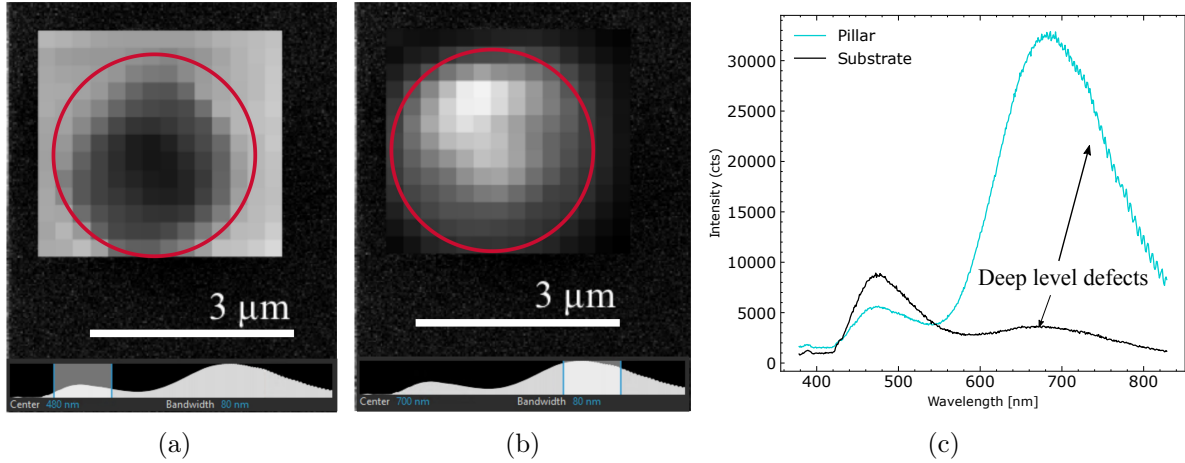 3 µm
Center 480 nm Bandwidth 80 nm
(a)
3 µm
Center 700 nm Bandwidth 80 nm
(b)
Pillar
Substrate
Intensity (cts)
30000
25000
20000
15000
10000
5000
0
Deep level defects
400 500 600 700 800
Wavelength [nm]
(c)